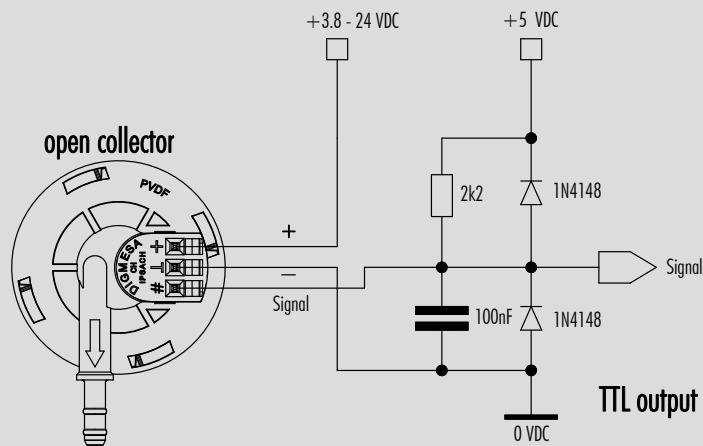 +3.8 - 24 VDC
+5 VDC
open collector
PVDF
2k2
1N4148
DIGMESA
CH
IPSACH
+
⊥
#
+
−
Signal
Signal
100nF
1N4148
TTL output
0 VDC